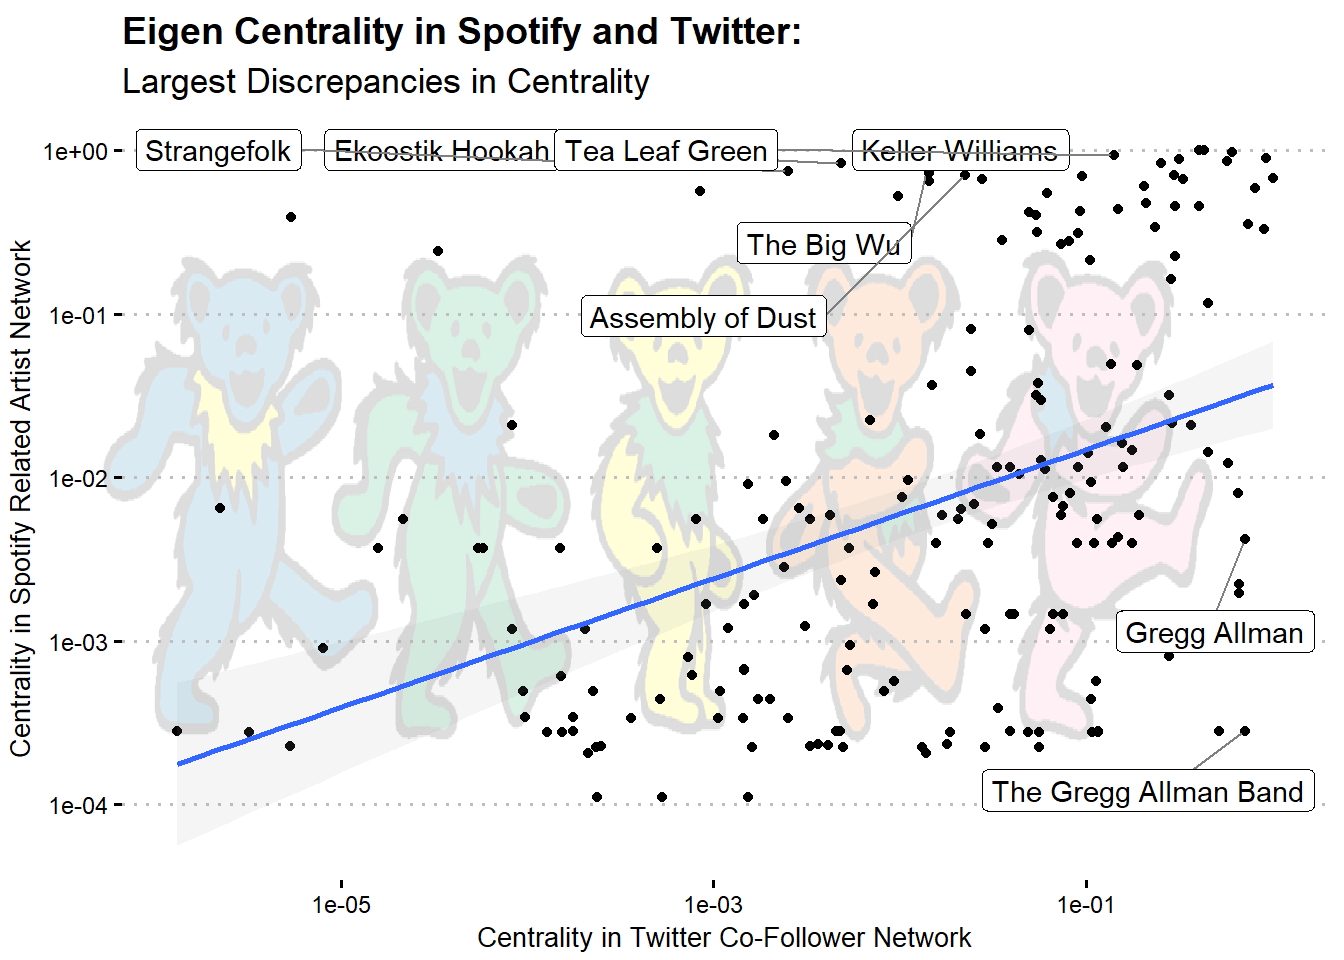 Eigen Centrality in Spotify and Twitter:
Largest Discrepancies in Centrality
Strangefolk
Ekoostik Hookah
Tea Leaf Green
Keller Williams
The Big Wu
Assembly of Dust
Gregg Allman
The Gregg Allman Band
1e+00
1e-01
1e-02
1e-03
1e-04
Centrality in Spotify Related Artist Network
1e-05
1e-03
1e-01
Centrality in Twitter Co-Follower Network